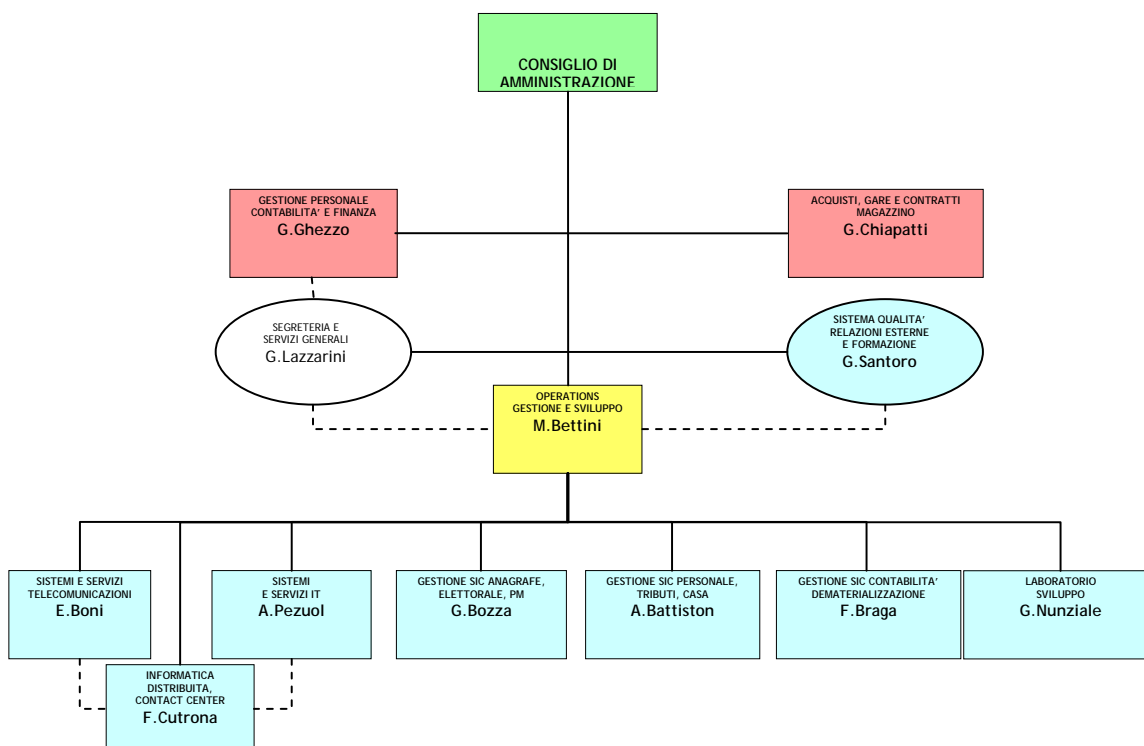 CONSIGLIO DI
AMMINISTRAZIONE
GESTIONE PERSONALE
CONTABILITA' E FINANZA
G.Ghezzo
ACQUISTI, GARE E CONTRATTI
MAGAZZINO
G.Chiapatti
SEGRETERIA E
SERVIZI GENERALI
G.Lazzarini
SISTEMA QUALITA'
RELAZIONI ESTERNE
E FORMAZIONE
G.Santoro
OPERATIONS
GESTIONE E SVILUPPO
M.Bettini
SISTEMI E SERVIZI
TELECOMUNICAZIONI
E.Boni
SISTEMI
E SERVIZI IT
A.Pezuol
GESTIONE SIC ANAGRAFE,
ELETTORALE, PM
G.Bozza
GESTIONE SIC PERSONALE,
TRIBUTI, CASA
A.Battiston
GESTIONE SIC CONTABILITA'
DEMATERIALIZZAZIONE
F.Braga
LABORATORIO
SVILUPPO
G.Nunziale
INFORMATICA
DISTRIBUITA,
CONTACT CENTER
F.Cutrona